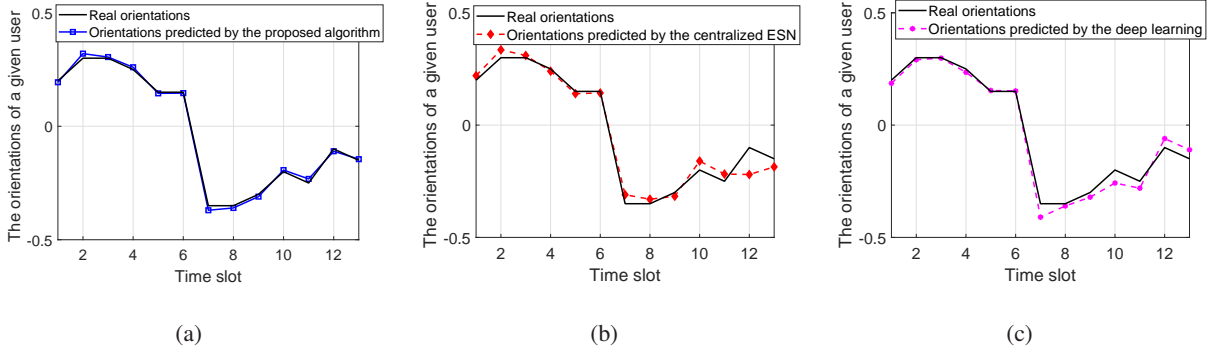 The orientations of a given user
0.5
0
-0.5
Real orientations
Orientations predicted by the proposed algorithm
2 4 6 8 10 12
Time slot
(a)
The orientations of a given user
0.5
0
-0.5
Real orientations
Orientations predicted by the centralized ESN
2 4 6 8 10 12
Time slot
(b)
The orientations of a given user
0.5
0
-0.5
Real orientations
Orientations predicted by the deep learning
2 4 6 8 10 12
Time slot
(c)